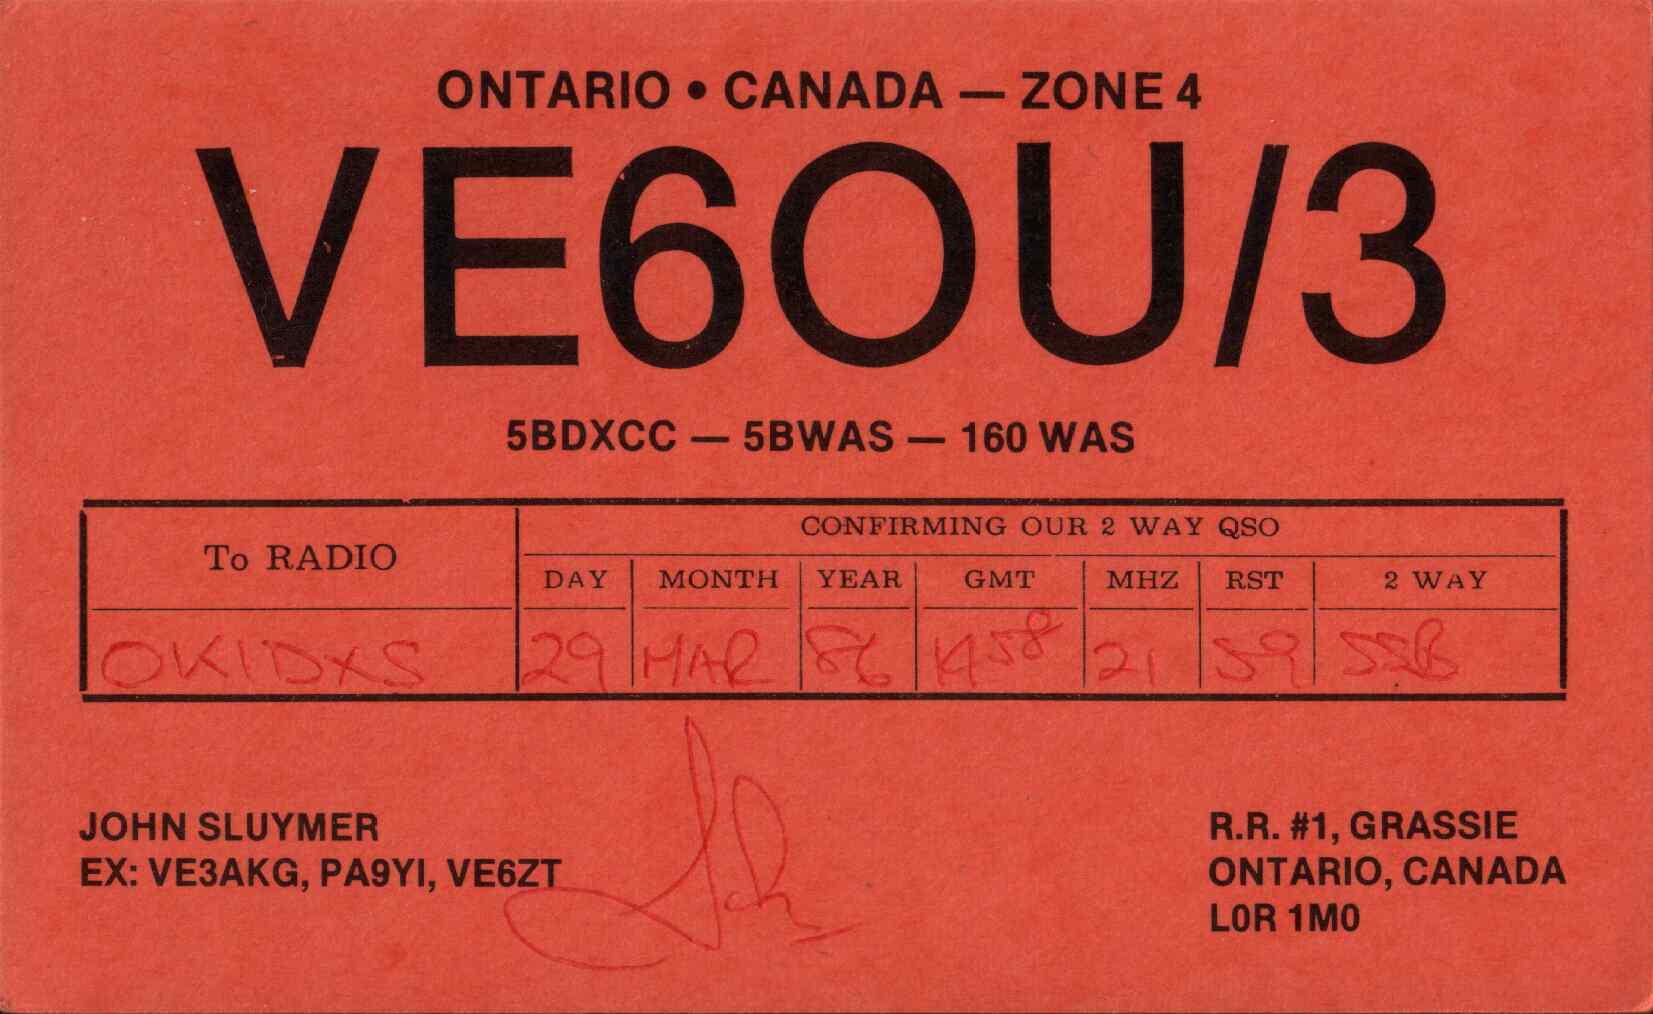 ONTARIO • CANADA — ZONE 4
VE6OU/3
5BDXCC — 5BWAS — 160 WAS
To RADIO
CONFIRMING OUR 2 WAY QSO
DAY MONTH YEAR GMT MHZ RST 2 WAY
OK1DXS 29 MAR 86 1458 21 59 SSB
John
JOHN SLUYMER
EX: VE3AKG, PA9YI, VE6ZT
R.R. #1, GRASSIE
ONTARIO, CANADA
L0R 1M0